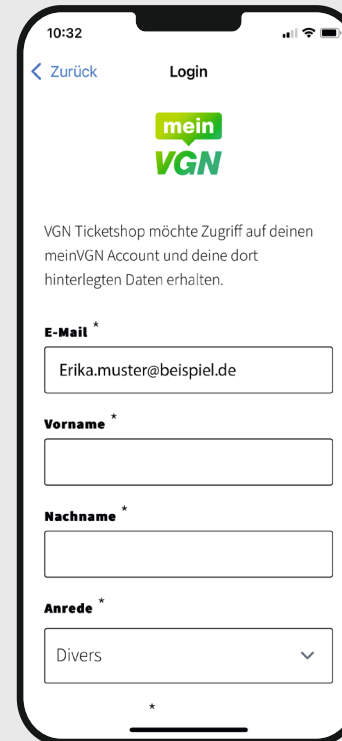 10:32
Zurück
Login
mein
VGN
VGN Ticketshop möchte Zugriff auf deinen
meinVGN Account und deine dort
hinterlegten Daten erhalten.
E-Mail *
Erika.muster@beispiel.de
Vorname *
Nachname *
Anrede *
Divers
*